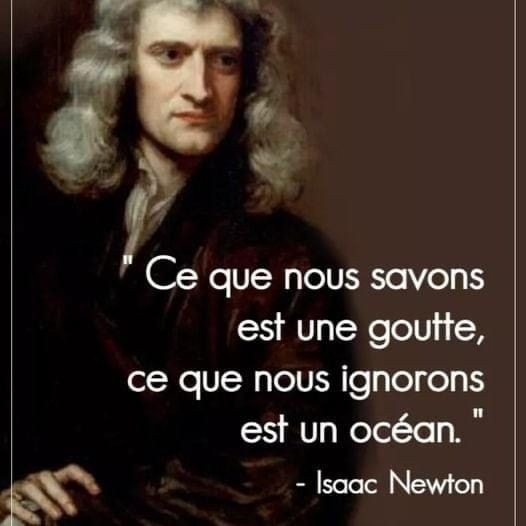 " Ce que nous savons
est une goutte,
ce que nous ignorons
est un océan. "
- Isaac Newton